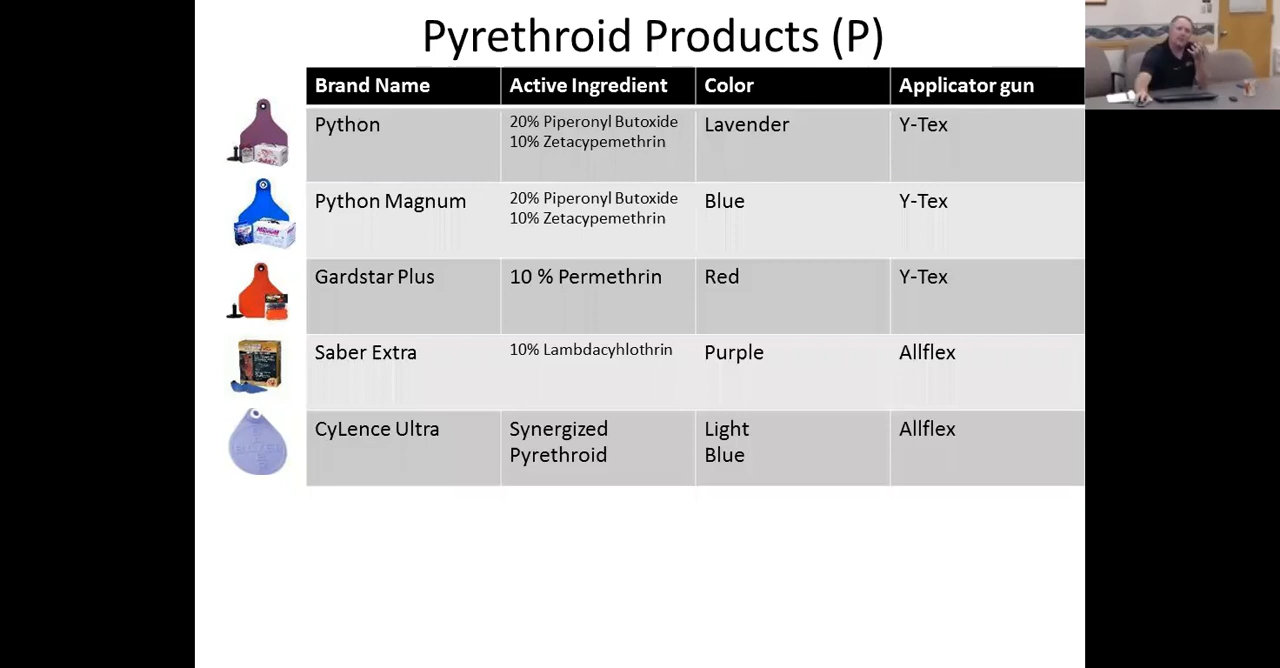 Pyrethroid Products (P)
Brand Name Active Ingredient Color Applicator gun
Python 20% Piperonyl Butoxide Lavender Y-Tex
10% Zetacypemethrin
Python Magnum 20% Piperonyl Butoxide Blue Y-Tex
10% Zetacypemethrin
Gardstar Plus 10 % Permethrin Red Y-Tex
Saber Extra 10% Lambdacyhlothrin Purple Allflex
CyLence Ultra Synergized Light Allflex
Pyrethroid Blue